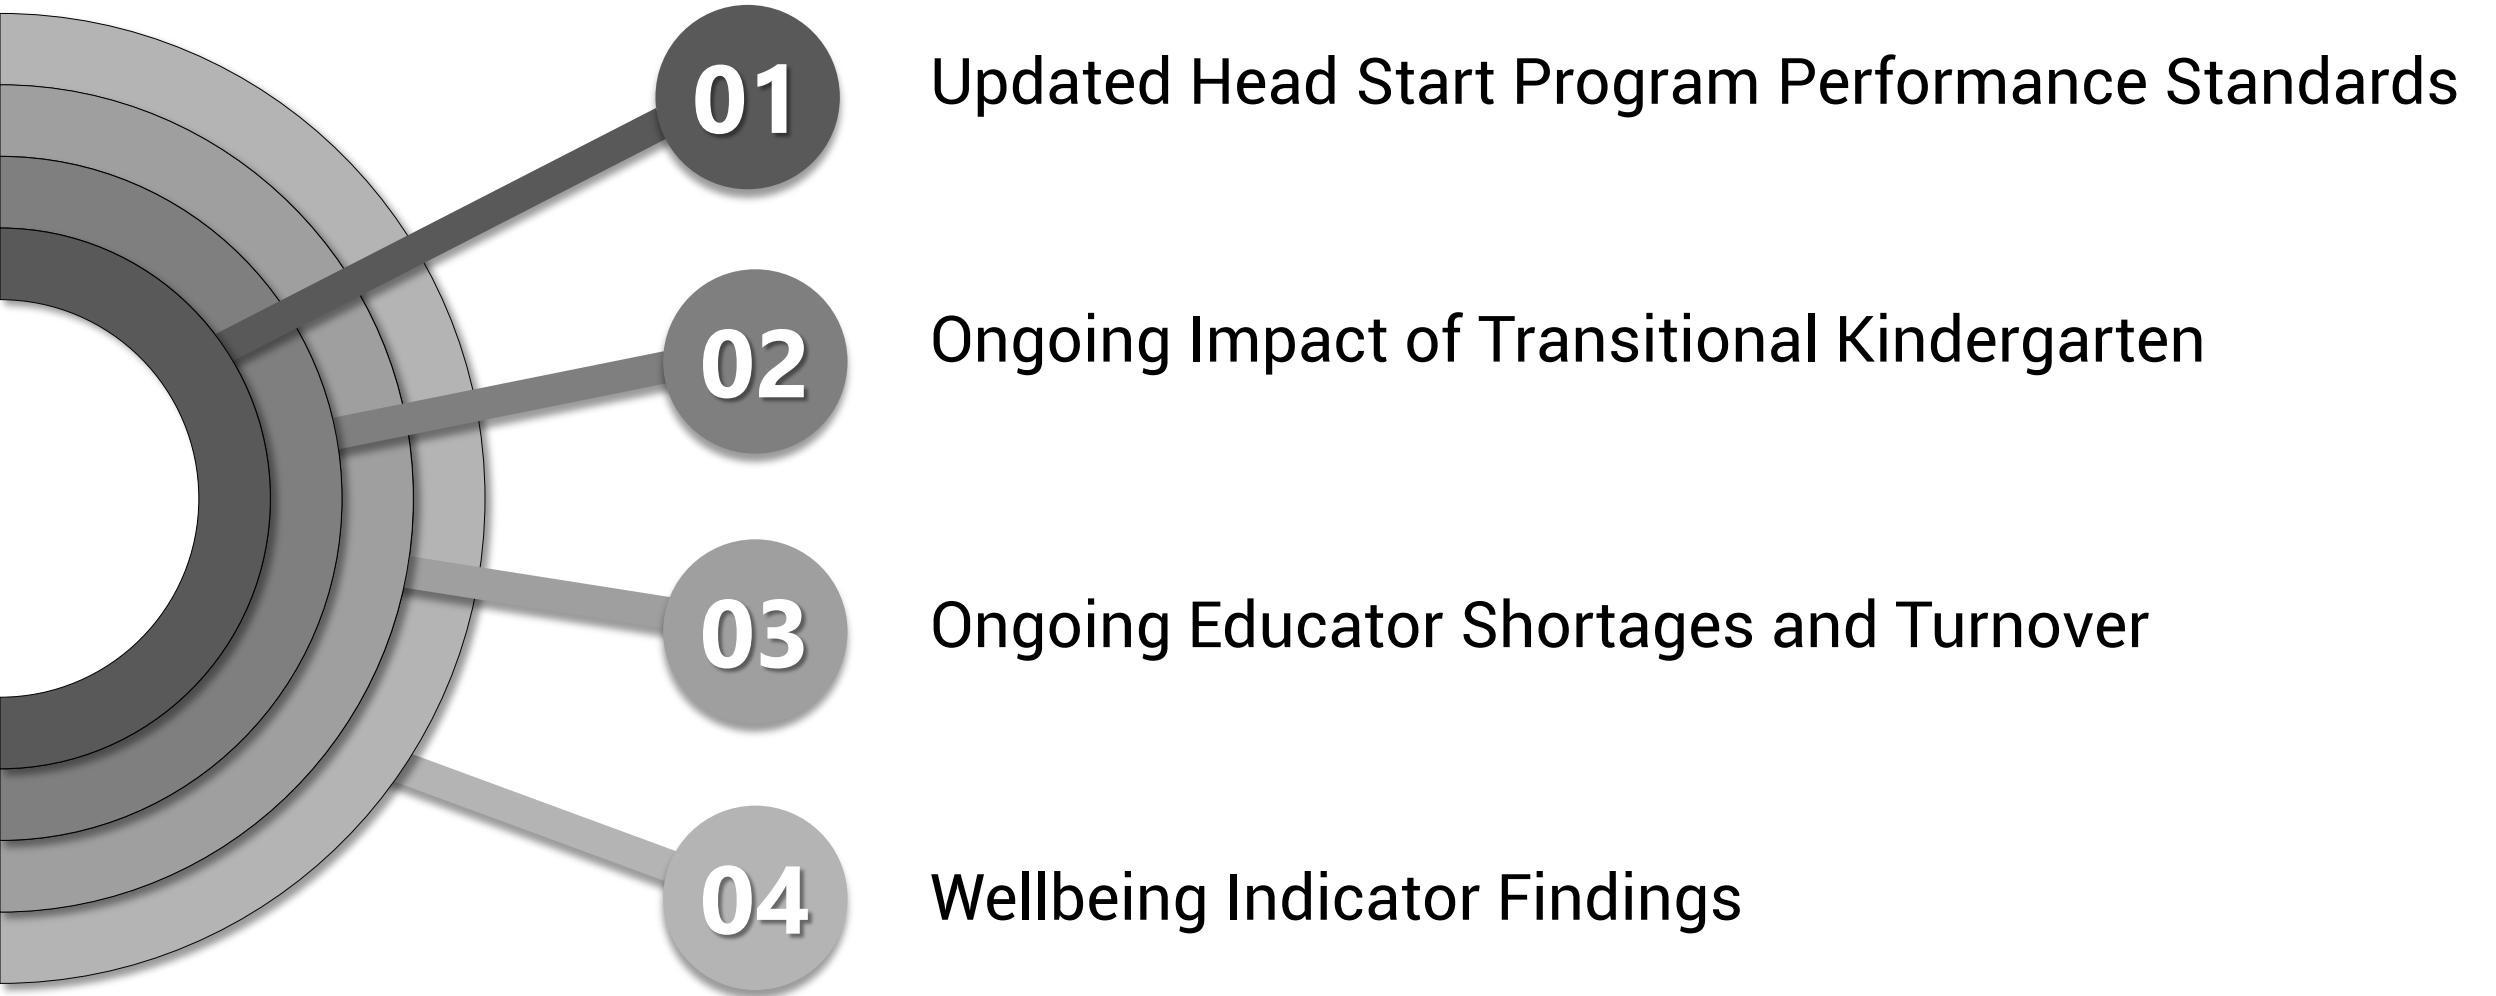 01 Updated Head Start Program Performance Standards
02 Ongoing Impact of Transitional Kindergarten
03 Ongoing Educator Shortages and Turnover
04 Wellbeing Indicator Findings